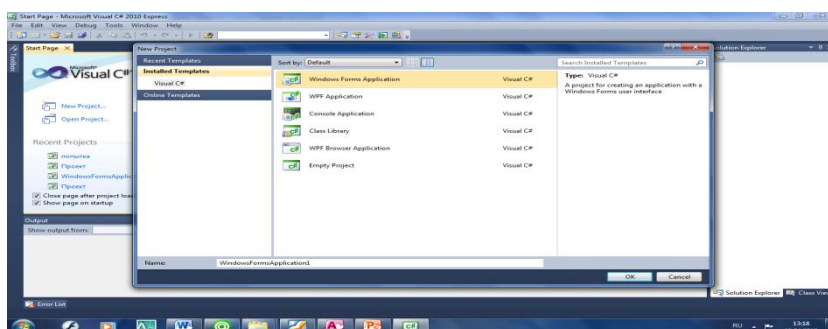 Start Page - Microsoft Visual C# 2010 Express
File Edit View Debug Tools Window Help
Toolbox
Start Page
Microsoft
Visual C#
New Project...
Open Project...
Recent Projects
попытка
Проект
WindowsFormsApplic
Проект
Close page after project load
Show page on startup
Output
Show output from:
Error List
New Project
Recent Templates
Installed Templates
Visual C#
Online Templates
Sort by: Default
Windows Forms Application Visual C#
WPF Application Visual C#
Console Application Visual C#
Class Library Visual C#
WPF Browser Application Visual C#
Empty Project Visual C#
Search Installed Templates
Type: Visual C#
A project for creating an application with a
Windows Forms user interface
Name: WindowsFormsApplication1
OK Cancel
olution Explorer
Solution Explorer Class View
RU 13:18